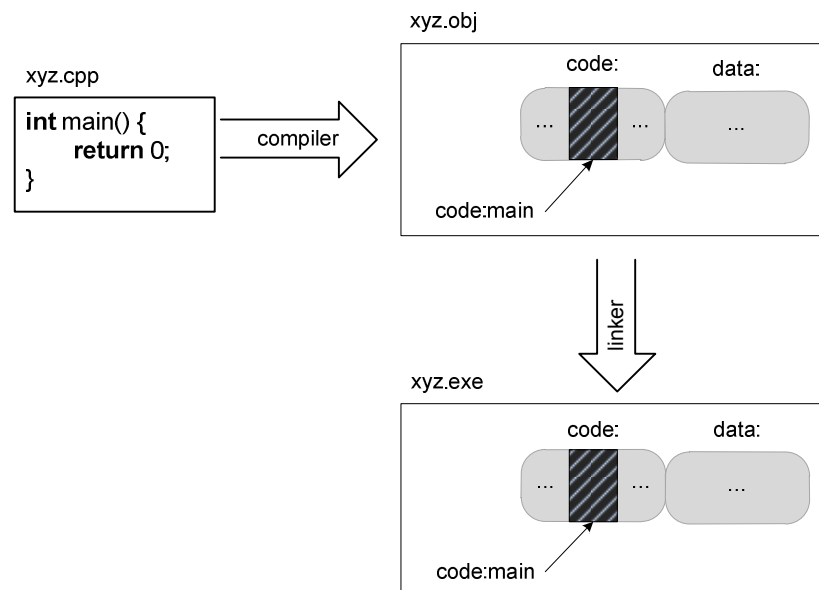 xyz.cpp
int main() {
return 0;
}
compiler
xyz.obj
code: data:
... ... ...
code:main
linker
xyz.exe
code: data:
... ... ...
code:main